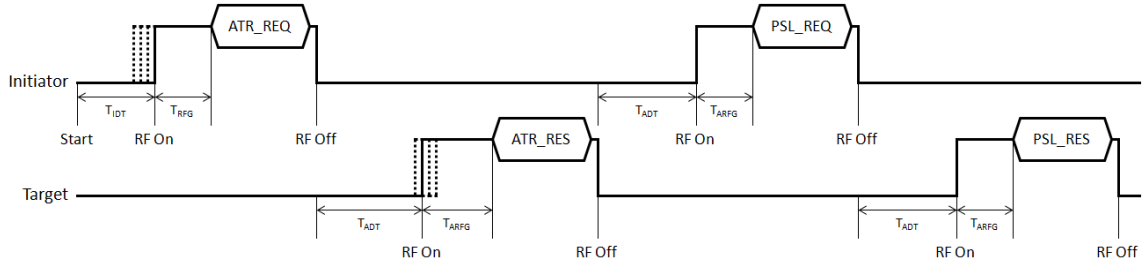 ATR_REQ PSL_REQ
Initiator
TIDT TRFG TADT TARFG
Start RF On RF Off RF On RF Off
ATR_RES PSL_RES
Target
TADT TARFG TADT TARFG
RF On RF Off RF On RF Off